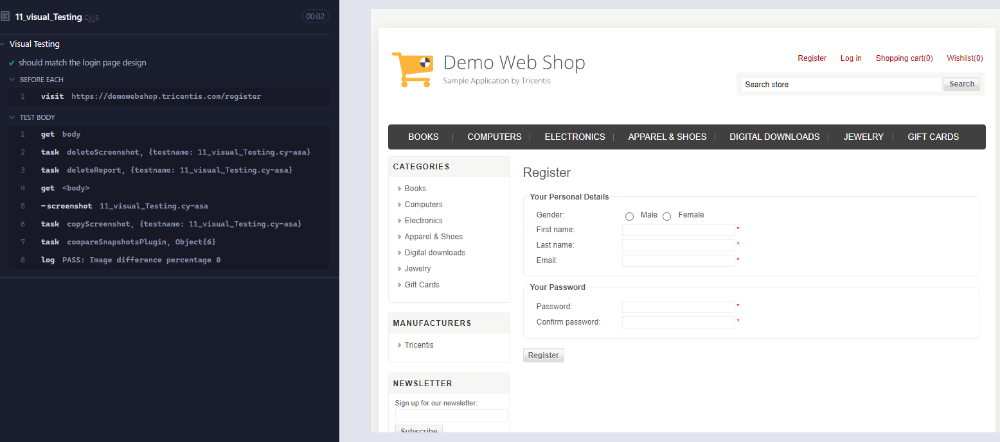 11_visual_Testing.cy.js 00:02
Visual Testing
should match the login page design
BEFORE EACH
1 visit https://demowebshop.tricentis.com/register
TEST BODY
1 get body
2 task deleteScreenshot, {testname: 11_visual_Testing.cy-asa}
3 task deleteReport, {testname: 11_visual_Testing.cy-asa}
4 get <body>
5 -screenshot 11_visual_Testing.cy-asa
6 task copyScreenshot, {testname: 11_visual_Testing.cy-asa}
7 task compareSnapshotsPlugin, Object{6}
8 log PASS: Image difference percentage 0
Demo Web Shop
Sample Application by Tricentis
Register Log in Shopping cart(0) Wishlist(0)
Search store Search
BOOKS | COMPUTERS | ELECTRONICS | APPAREL & SHOES | DIGITAL DOWNLOADS | JEWELRY | GIFT CARDS
CATEGORIES
Books
Computers
Electronics
Apparel & Shoes
Digital downloads
Jewelry
Gift Cards
MANUFACTURERS
Tricentis
NEWSLETTER
Sign up for our newsletter:
Subscribe
Register
Your Personal Details
Gender: Male Female
First name: *
Last name: *
Email: *
Your Password
Password: *
Confirm password: *
Register